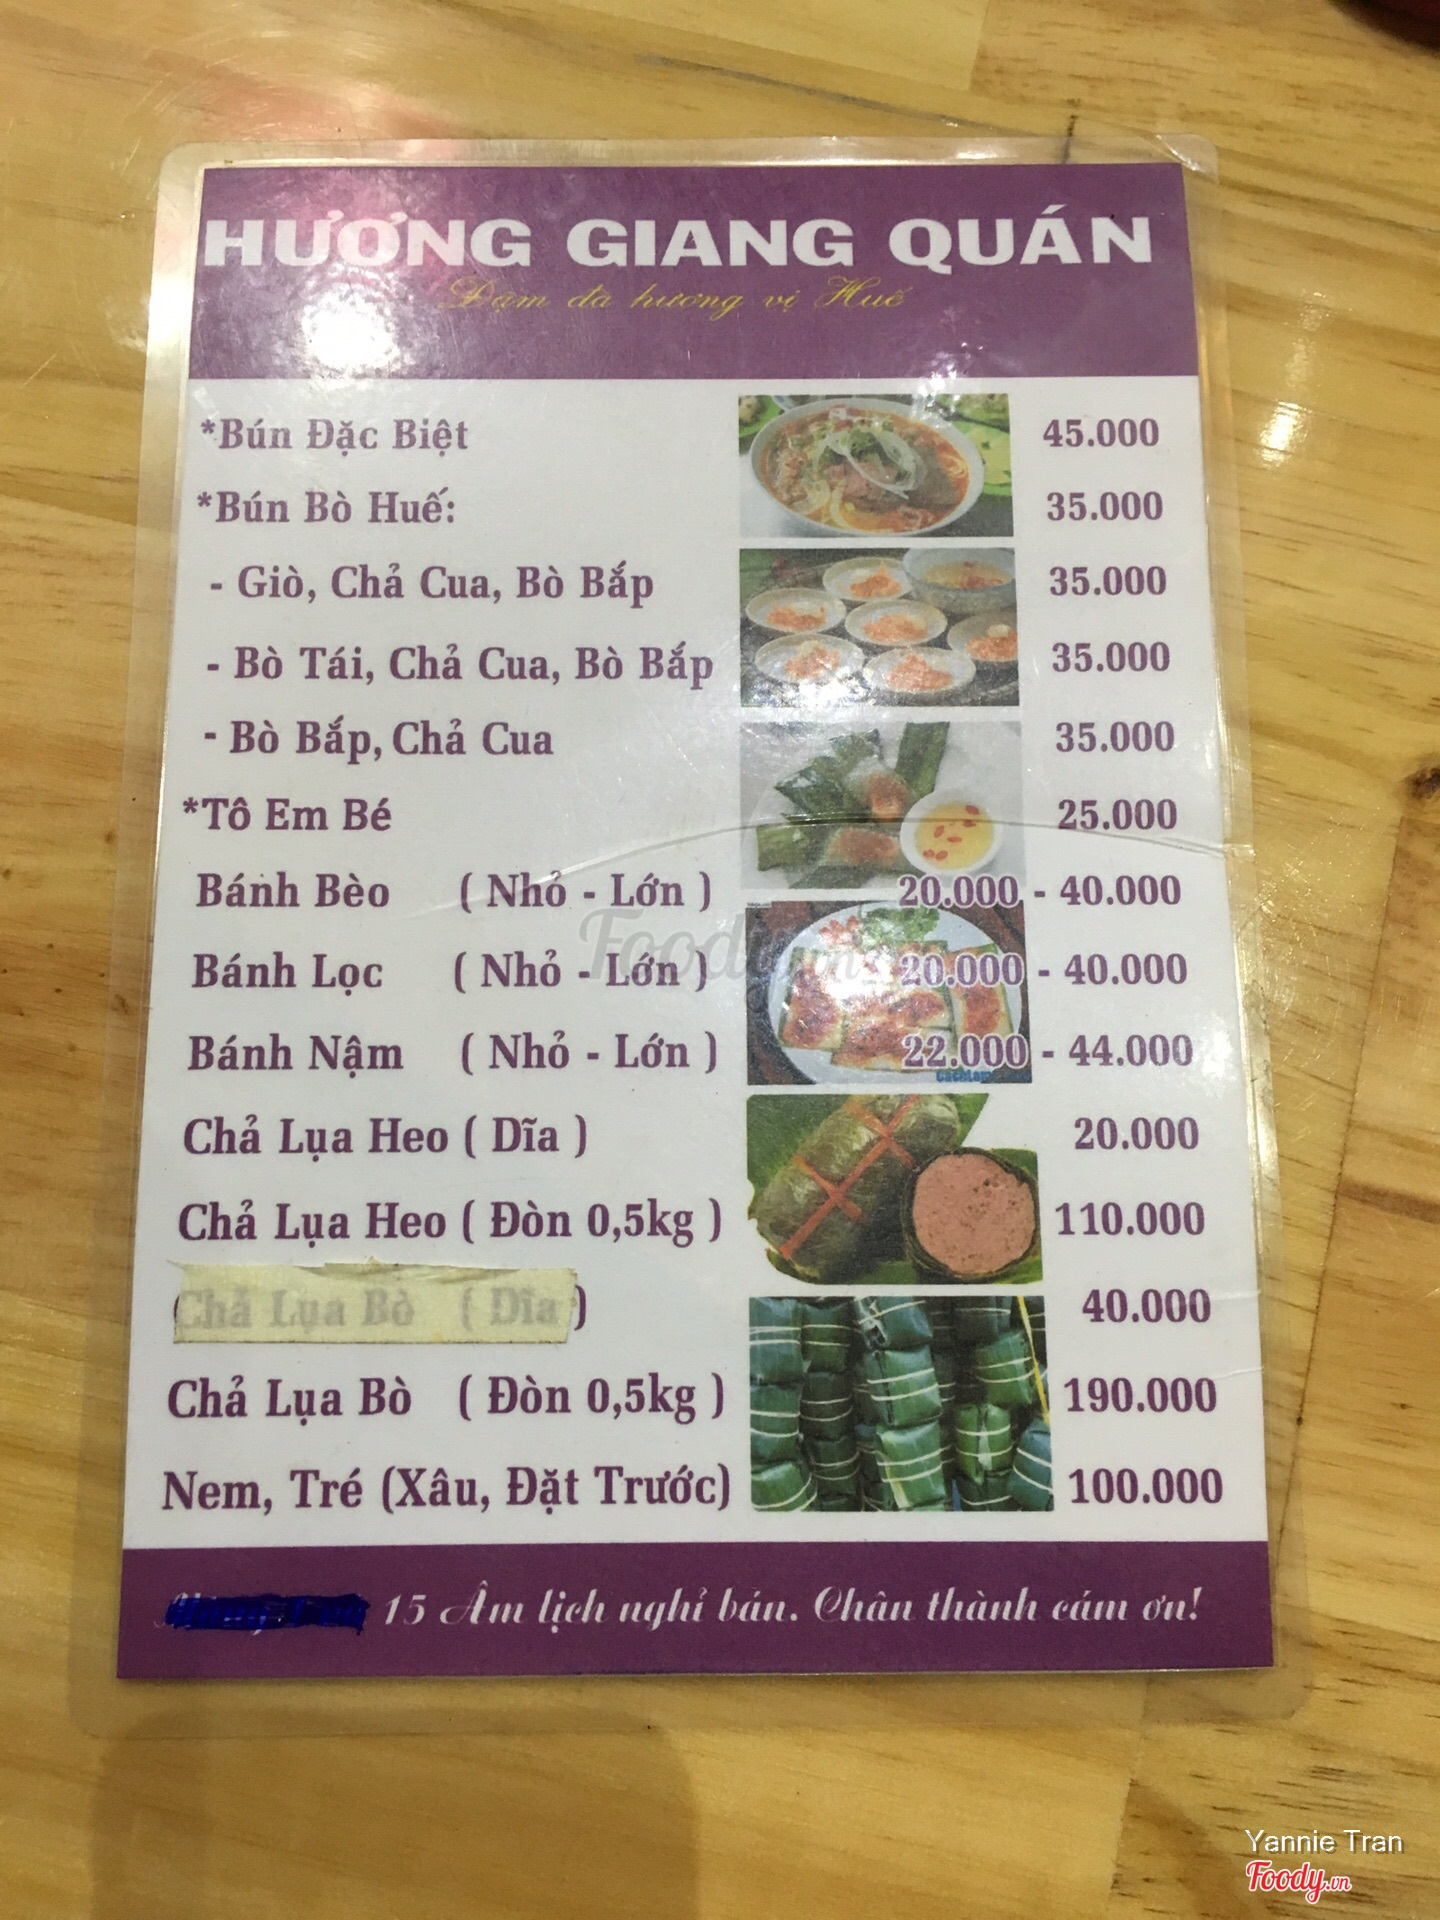 HƯƠNG GIANG QUÁN
Đậm đà hương vị Huế
*Bún Đặc Biệt 45.000
*Bún Bò Huế: 35.000
- Giò, Chả Cua, Bò Bắp 35.000
- Bò Tái, Chả Cua, Bò Bắp 35.000
- Bò Bắp, Chả Cua 35.000
*Tô Em Bé 25.000
Bánh Bèo ( Nhỏ - Lớn ) 20.000 - 40.000
Bánh Lọc ( Nhỏ - Lớn ) 20.000 - 40.000
Bánh Nậm ( Nhỏ - Lớn ) 22.000 - 44.000
Chả Lụa Heo ( Dĩa ) 20.000
Chả Lụa Heo ( Đòn 0,5kg ) 110.000
Chả Lụa Bò ( Dĩa ) 40.000
Chả Lụa Bò ( Đòn 0,5kg ) 190.000
Nem, Tré (Xâu, Đặt Trước) 100.000
15 Âm lịch nghỉ bán. Chân thành cám ơn!
Yannie Tran
Foody.vn